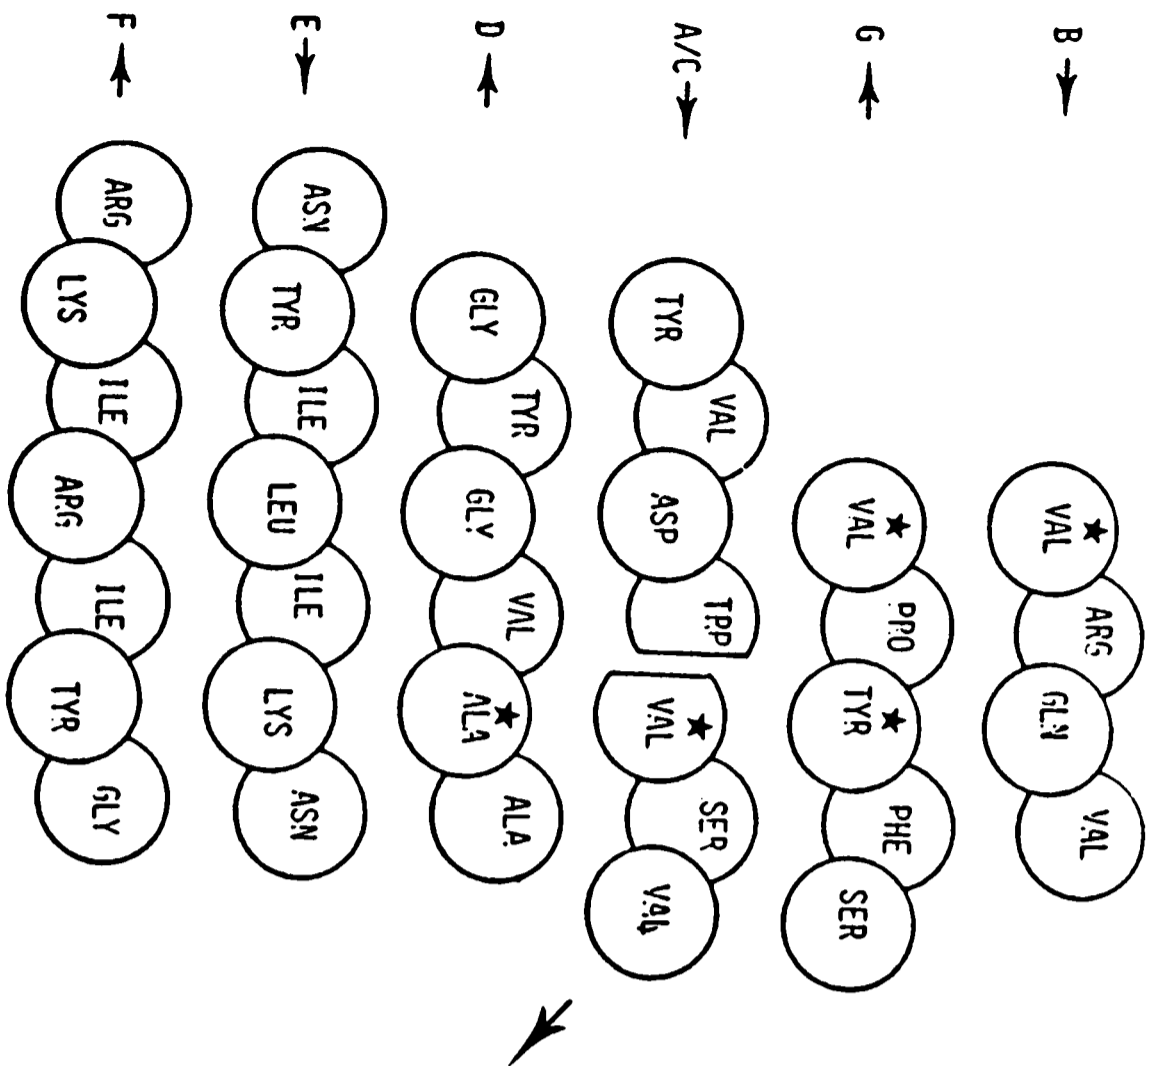 B VAL ARG GLN VAL
G VAL PRO TYR PHE SER
A/C TYR VAL ASP TRP VAL SER VAL
D GLY TYR GLY VAL ALA ALA
E ASN TYR ILE LEU ILE LYS ASN
F ARG LYS ILE ARG ILE TYR GLY